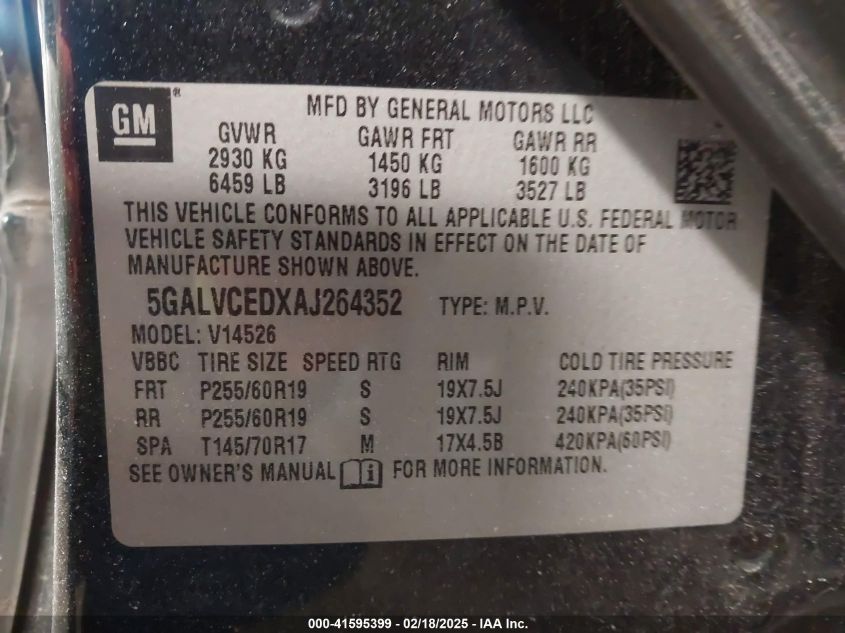 GM®
MFD BY GENERAL MOTORS LLC
GVWR GAWR FRT GAWR RR
2930 KG 1450 KG 1600 KG
6459 LB 3196 LB 3527 LB
THIS VEHICLE CONFORMS TO ALL APPLICABLE U.S. FEDERAL MOTOR
VEHICLE SAFETY STANDARDS IN EFFECT ON THE DATE OF
MANUFACTURE SHOWN ABOVE.
5GALVCEDXAJ264352 TYPE: M.P.V.
MODEL: V14526
VBBC TIRE SIZE SPEED RTG RIM COLD TIRE PRESSURE
FRT P255/60R19 S 19X7.5J 240KPA(35PSI)
RR P255/60R19 S 19X7.5J 240KPA(35PSI)
SPA T145/70R17 M 17X4.5B 420KPA(60PSI)
SEE OWNER'S MANUAL i FOR MORE INFORMATION.
000-41595399 - 02/18/2025 - IAA Inc.